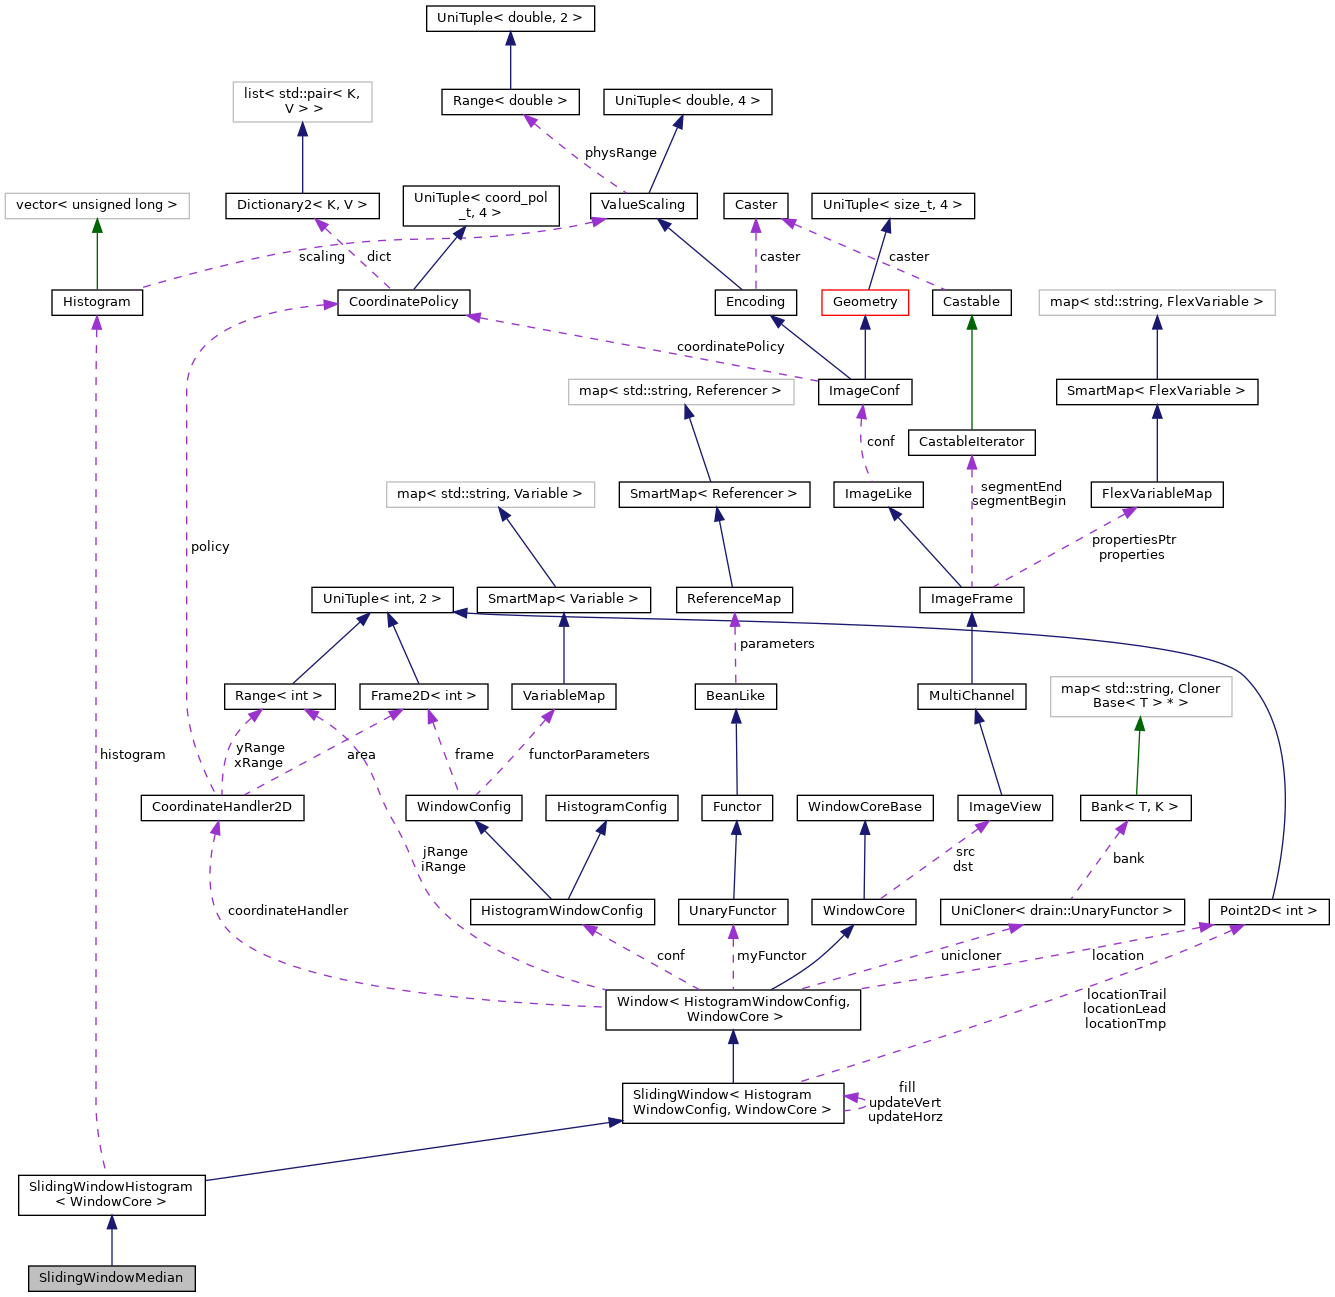 UniTuple< double, 2 >
list< std::pair< K,
V > >
Range< double >
UniTuple< double, 4 >
physRange
vector< unsigned long >
Dictionary2< K, V >
UniTuple< coord_pol
_t, 4 >
ValueScaling
Caster
UniTuple< size_t, 4 >
scaling
dict
caster
caster
Histogram
CoordinatePolicy
Encoding
Geometry
Castable
map< std::string, FlexVariable >
coordinatePolicy
map< std::string, Referencer >
ImageConf
SmartMap< FlexVariable >
conf
CastableIterator
map< std::string, Variable >
SmartMap< Referencer >
ImageLike
segmentEnd
segmentBegin
FlexVariableMap
policy
propertiesPtr
properties
UniTuple< int, 2 >
SmartMap< Variable >
ReferenceMap
ImageFrame
parameters
Range< int >
Frame2D< int >
VariableMap
BeanLike
MultiChannel
map< std::string, Cloner
Base< T > * >
histogram
yRange
xRange
area
frame
functorParameters
CoordinateHandler2D
WindowConfig
HistogramConfig
Functor
WindowCoreBase
ImageView
Bank< T, K >
jRange
iRange
src
dst
bank
coordinateHandler
HistogramWindowConfig
UnaryFunctor
WindowCore
UniCloner< drain::UnaryFunctor >
Point2D< int >
conf
myFunctor
unicloner
location
Window< HistogramWindowConfig,
WindowCore >
locationTrail
locationLead
locationTmp
SlidingWindow< Histogram
WindowConfig, WindowCore >
fill
updateVert
updateHorz
SlidingWindowHistogram
< WindowCore >
SlidingWindowMedian